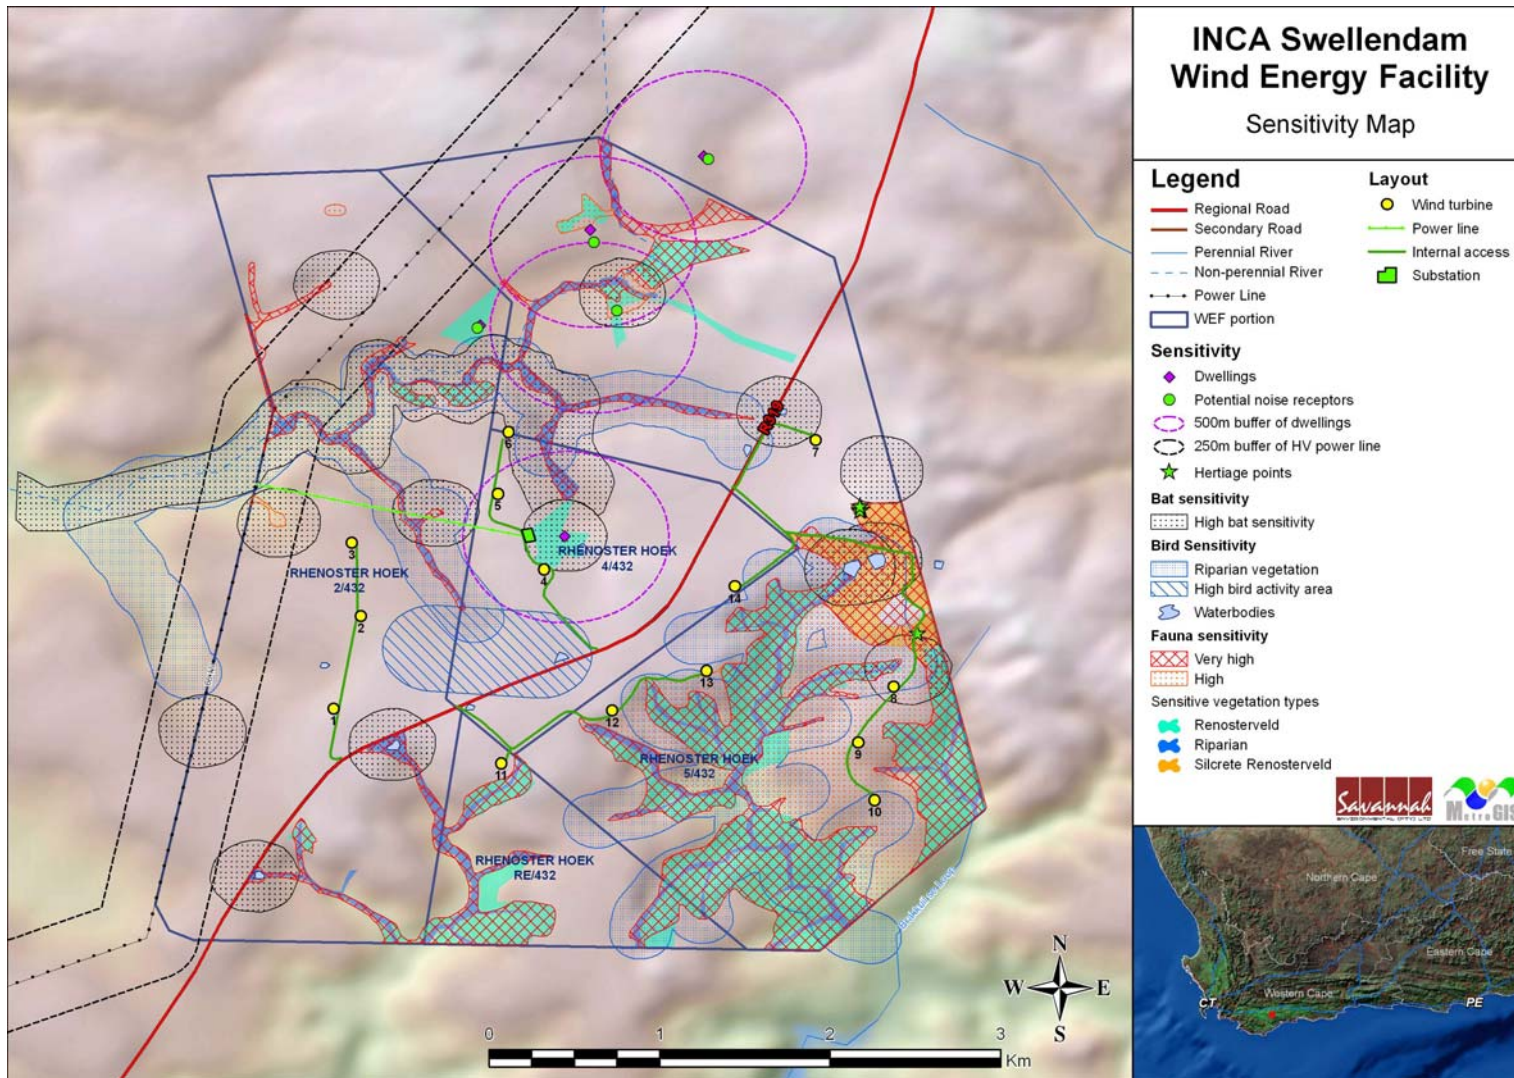 INCA Swellendam
Wind Energy Facility
Sensitivity Map
Legend
Regional Road
Secondary Road
Perennial River
Non-perennial River
Power Line
WEF portion
Sensitivity
Dwellings
Potential noise receptors
500m buffer of dwellings
250m buffer of HV power line
Hertiage points
Bat sensitivity
High bat sensitivity
Bird Sensitivity
Riparian vegetation
High bird activity area
Waterbodies
Fauna sensitivity
Very high
High
Sensitive vegetation types
Renosterveld
Riparian
Silcrete Renosterveld
Layout
Wind turbine
Power line
Internal access
Substation
Savannah
MetroGIS
6
7
5
3
RHENOSTER HOEK
4/432
4
RHENOSTER HOEK
2/432
14
2
13
8
1
12
9
RHENOSTER HOEK
5/432
11
10
RHENOSTER HOEK
RE/432
N
W
E
S
0
1
2
3
Km
Free State
Northern Cape
Eastern Cape
Western Cape
CT
PE